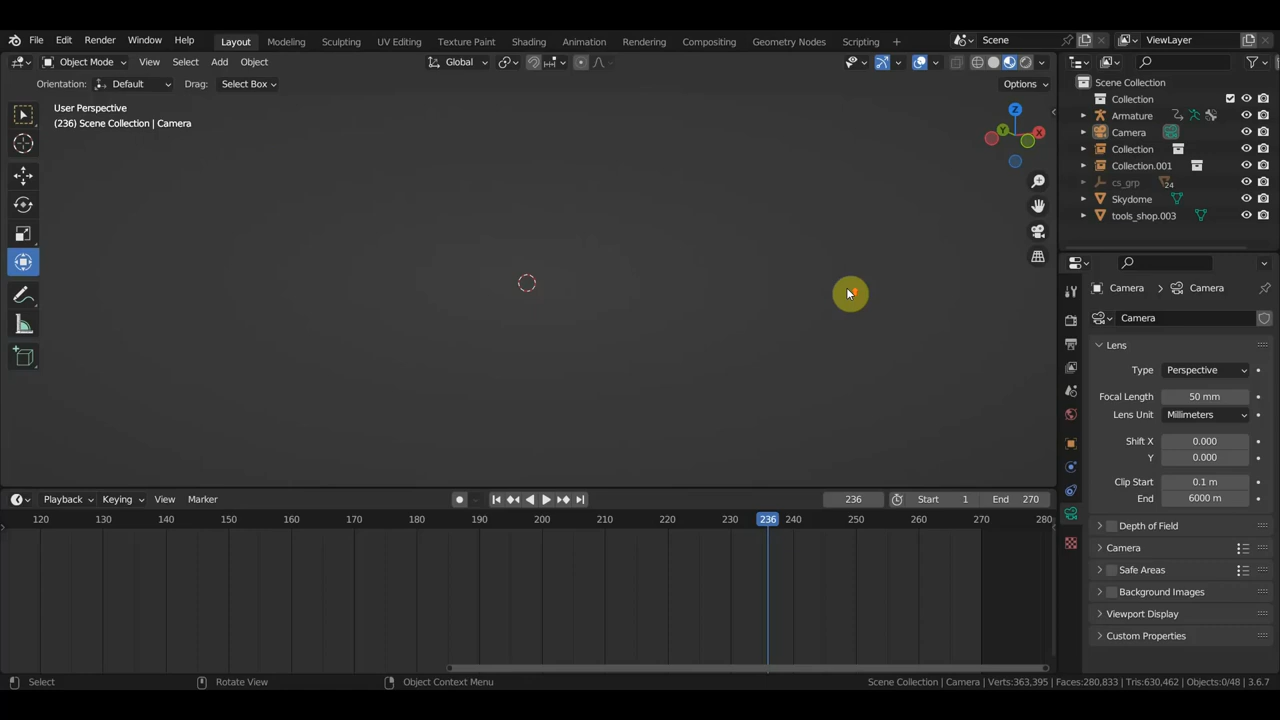 File Edit Render Window Help Layout Modeling Sculpting UV Editing Texture Paint Shading Animation Rendering Compositing Geometry Nodes Scripting + Scene ViewLayer
Object Mode View Select Add Object Global
Orientation: Default Drag: Select Box Options
User Perspective
(236) Scene Collection | Camera
Z
Y
X
Scene Collection
Collection
Armature
Camera
Collection
Collection.001
cs_grp 24
Skydome
tools_shop.003
Camera > Camera
Camera
Lens
Type Perspective
Focal Length 50 mm
Lens Unit Millimeters
Shift X 0.000
Y 0.000
Clip Start 0.1 m
End 6000 m
Depth of Field
Camera
Safe Areas
Background Images
Viewport Display
Custom Properties
Playback Keying View Marker 236 Start 1 End 270
120 130 140 150 160 170 180 190 200 210 220 230 236 240 250 260 270 280
Select Rotate View Object Context Menu Scene Collection | Camera | Verts:363,395 | Faces:280,833 | Tris:630,462 | Objects:0/48 | 3.6.7